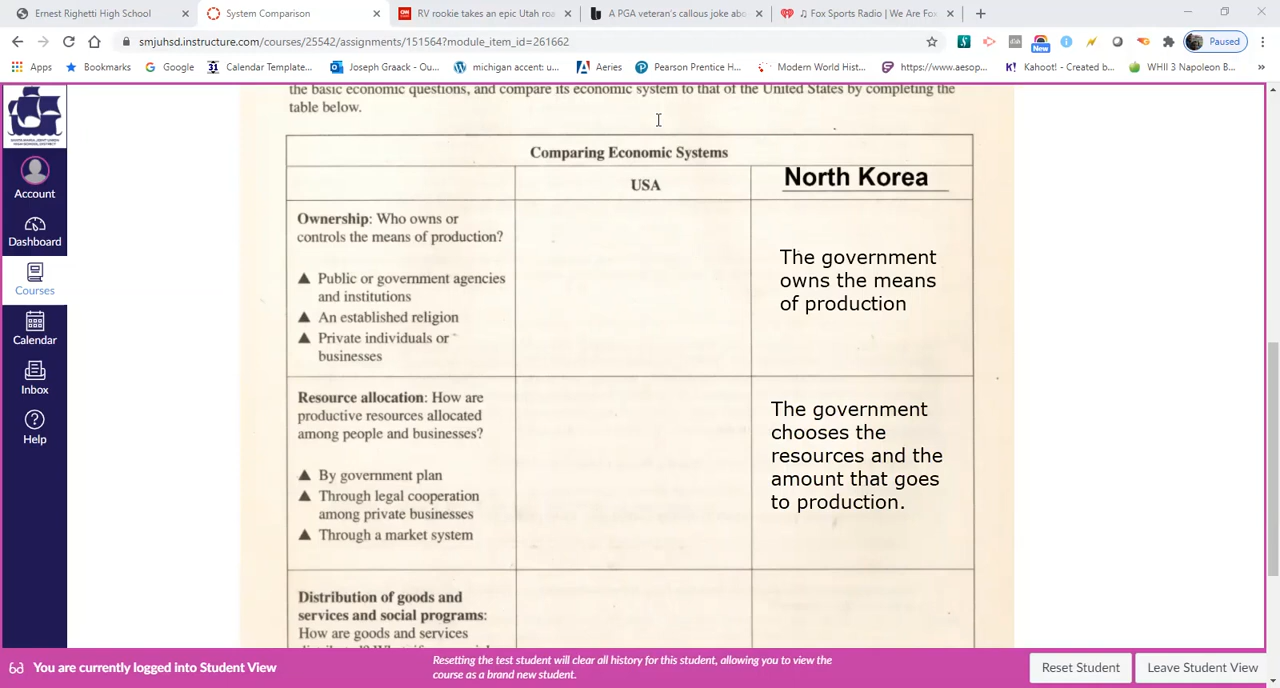 Ernest Righetti High School
System Comparison
RV rookie takes an epic Utah roa
A PGA veteran's callous joke abo
♫ Fox Sports Radio | We Are Fox
smjuhsd.instructure.com/courses/25542/assignments/151564?module_item_id=261662
New
Paused
Apps
Bookmarks
Google
31
Calendar Template...
Joseph Graack - Ou...
michigan accent: u...
Aeries
Pearson Prentice H...
Modern World Hist...
https://www.aesop...
Kahoot! - Created b...
WHII 3 Napoleon B...
the basic economic questions, and compare its economic system to that of the United States by completing the
table below.
Comparing Economic Systems
USA
North Korea
Ownership: Who owns or
controls the means of production?
▲ Public or government agencies
and institutions
▲ An established religion
▲ Private individuals or
businesses
The government
owns the means
of production
Resource allocation: How are
productive resources allocated
among people and businesses?
▲ By government plan
▲ Through legal cooperation
among private businesses
▲ Through a market system
The government
chooses the
resources and the
amount that goes
to production.
Distribution of goods and
services and social programs:
How are goods and services
Account
Dashboard
Courses
Calendar
Inbox
Help
You are currently logged into Student View
Resetting the test student will clear all history for this student, allowing you to view the
course as a brand new student.
Reset Student
Leave Student View